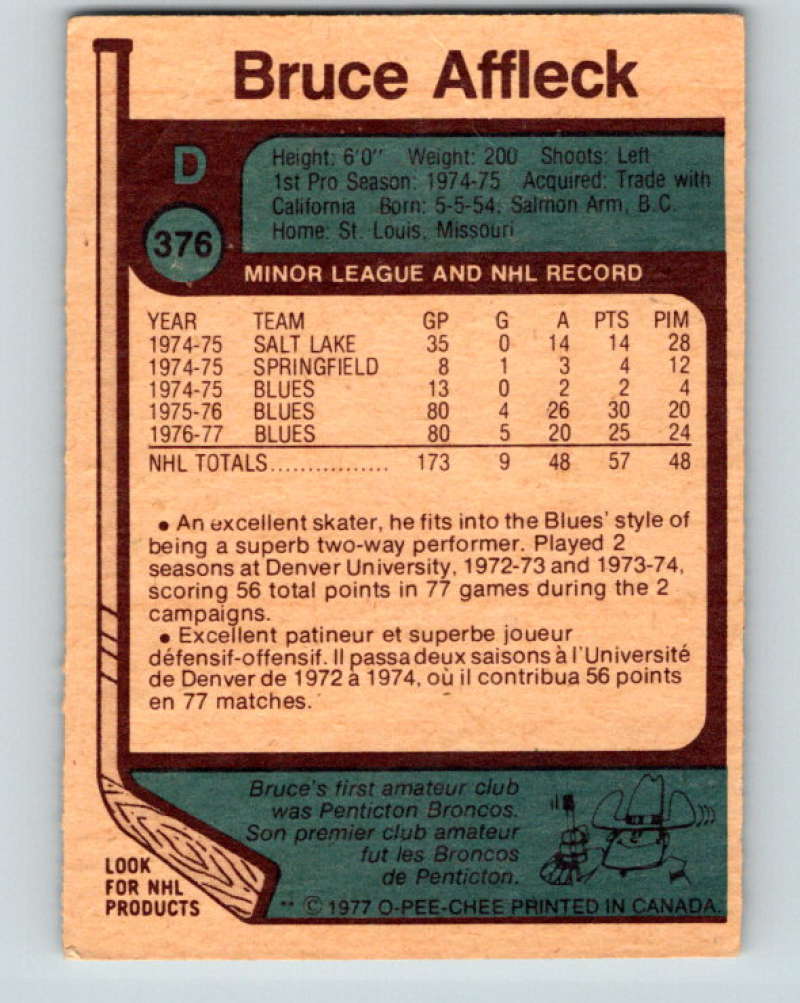 Bruce Affleck
D
376
Height: 6'0" Weight: 200 Shoots: Left
1st Pro Season: 1974-75 Acquired: Trade with
California Born: 5-5-54, Salmon Arm, B.C.
Home: St. Louis, Missouri
MINOR LEAGUE AND NHL RECORD
YEAR TEAM GP G A PTS PIM
1974-75 SALT LAKE 35 0 14 14 28
1974-75 SPRINGFIELD 8 1 3 4 12
1974-75 BLUES 13 0 2 2 4
1975-76 BLUES 80 4 26 30 20
1976-77 BLUES 80 5 20 25 24
NHL TOTALS................ 173 9 48 57 48
• An excellent skater, he fits into the Blues' style of
being a superb two-way performer. Played 2
seasons at Denver University, 1972-73 and 1973-74,
scoring 56 total points in 77 games during the 2
campaigns.
• Excellent patineur et superbe joueur
défensif-offensif. Il passa deux saisons à l'Université
de Denver de 1972 à 1974, où il contribua 56 points
en 77 matches.
Bruce's first amateur club
was Penticton Broncos.
Son premier club amateur
fut les Broncos
de Penticton.
LOOK
FOR NHL
PRODUCTS
** © 1977 O-PEE-CHEE PRINTED IN CANADA.